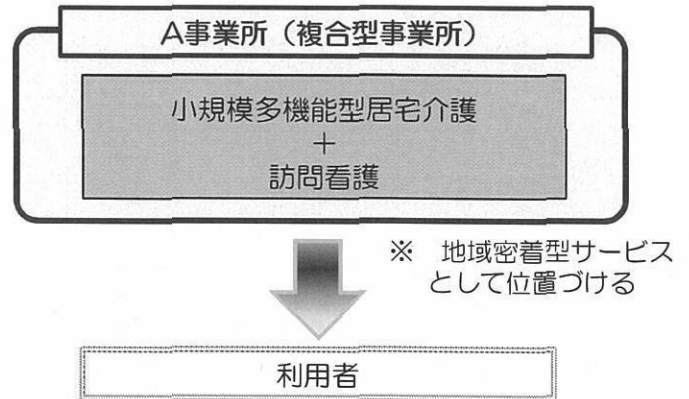 A事業所（複合型事業所）
小規模多機能型居宅介護
＋
訪問看護
※　地域密着型サービス
として位置づける
利用者